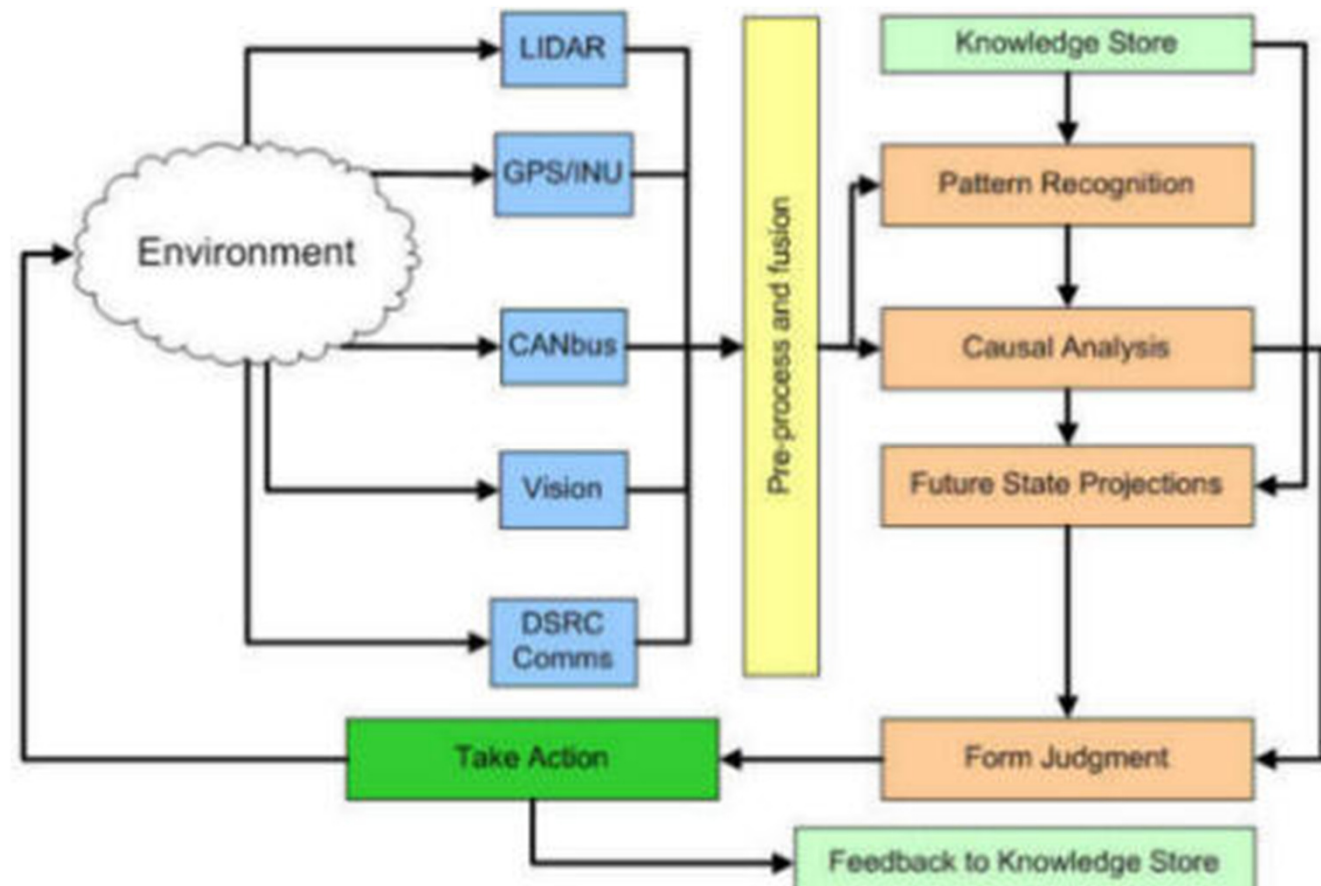 LIDAR
Knowledge Store
GPS/INU
Pattern Recognition
Environment
Pre-process and fusion
CANbus
Causal Analysis
Vision
Future State Projections
DSRC
Comms
Take Action
Form Judgment
Feedback to Knowledge Store